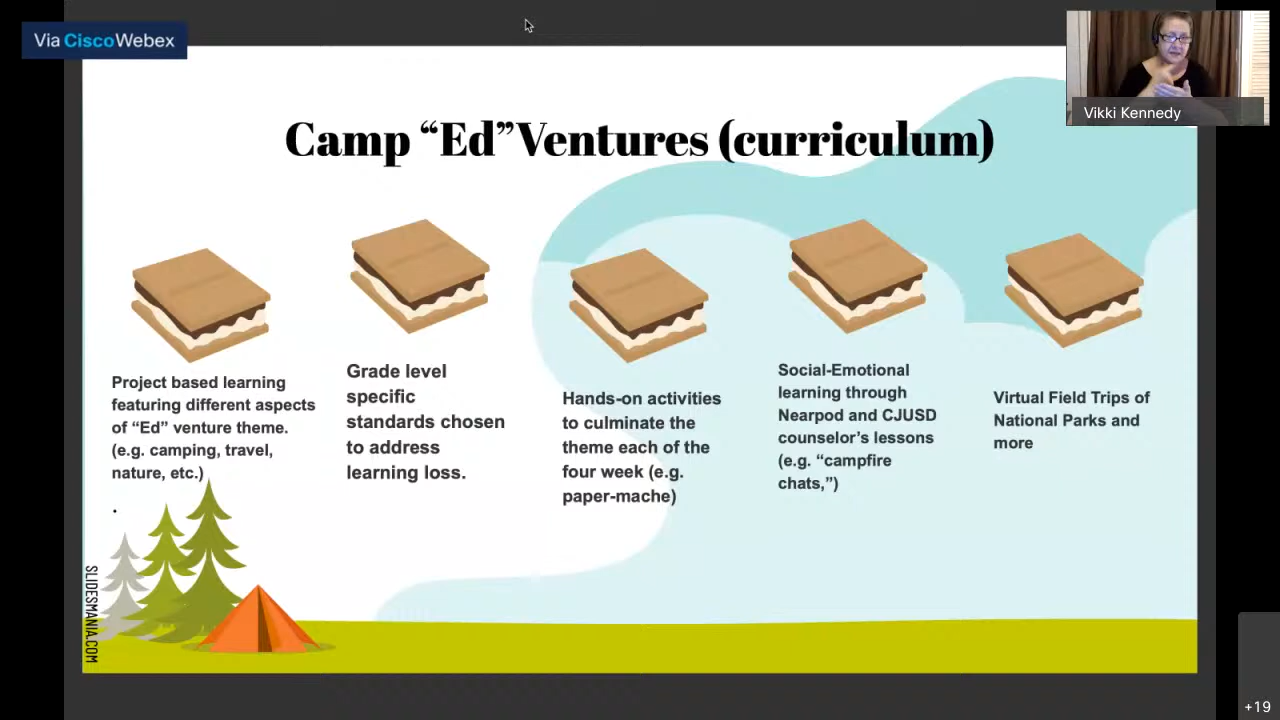 Via CiscoWebex
Vikki Kennedy
Camp “Ed”Ventures (curriculum)
Project based learning
featuring different aspects
of “Ed” venture theme.
(e.g. camping, travel,
nature, etc.)
.
Grade level
specific
standards chosen
to address
learning loss.
Hands-on activities
to culminate the
theme each of the
four week (e.g.
paper-mache)
Social-Emotional
learning through
Nearpod and CJUSD
counselor’s lessons
(e.g. “campfire
chats,”)
Virtual Field Trips of
National Parks and
more
SLIDESMANIA.COM
+19